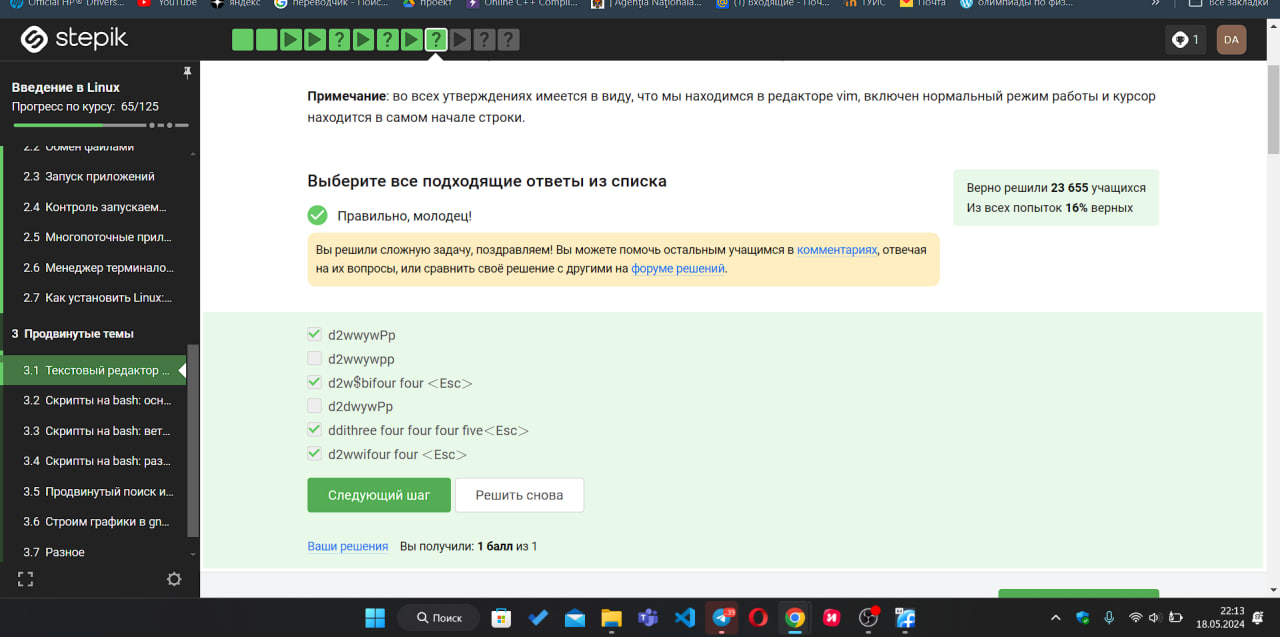 Official HP® Drivers...
YouTube
яндекс
переводчик - Поис...
проект
Online C++ Compil...
| Agenția Naționala...
(1) Входящие - Поч...
ТУИС
Почта
олимпиады по физ...
»
Все закладки
stepik
1
DA
Введение в Linux
Прогресс по курсу: 65/125
2.2 Обмен файлами
2.3 Запуск приложений
2.4 Контроль запускаем...
2.5 Многопоточные прил...
2.6 Менеджер терминало...
2.7 Как установить Linux:...
3 Продвинутые темы
3.1 Текстовый редактор ...
3.2 Скрипты на bash: осн...
3.3 Скрипты на bash: вет...
3.4 Скрипты на bash: раз...
3.5 Продвинутый поиск и...
3.6 Строим графики в gn...
3.7 Разное
Примечание: во всех утверждениях имеется в виду, что мы находимся в редакторе vim, включен нормальный режим работы и курсор
находится в самом начале строки.
Выберите все подходящие ответы из списка
Правильно, молодец!
Вы решили сложную задачу, поздравляем! Вы можете помочь остальным учащимся в комментариях, отвечая
на их вопросы, или сравнить своё решение с другими на форуме решений.
Верно решили 23 655 учащихся
Из всех попыток 16% верных
d2wwywPp
d2wwywpp
d2w$bifour four <Esc>
d2dwywPp
ddithree four four four five<Esc>
d2wwifour four <Esc>
Следующий шаг
Решить снова
Ваши решения Вы получили: 1 балл из 1
Поиск
22:13
18.05.2024